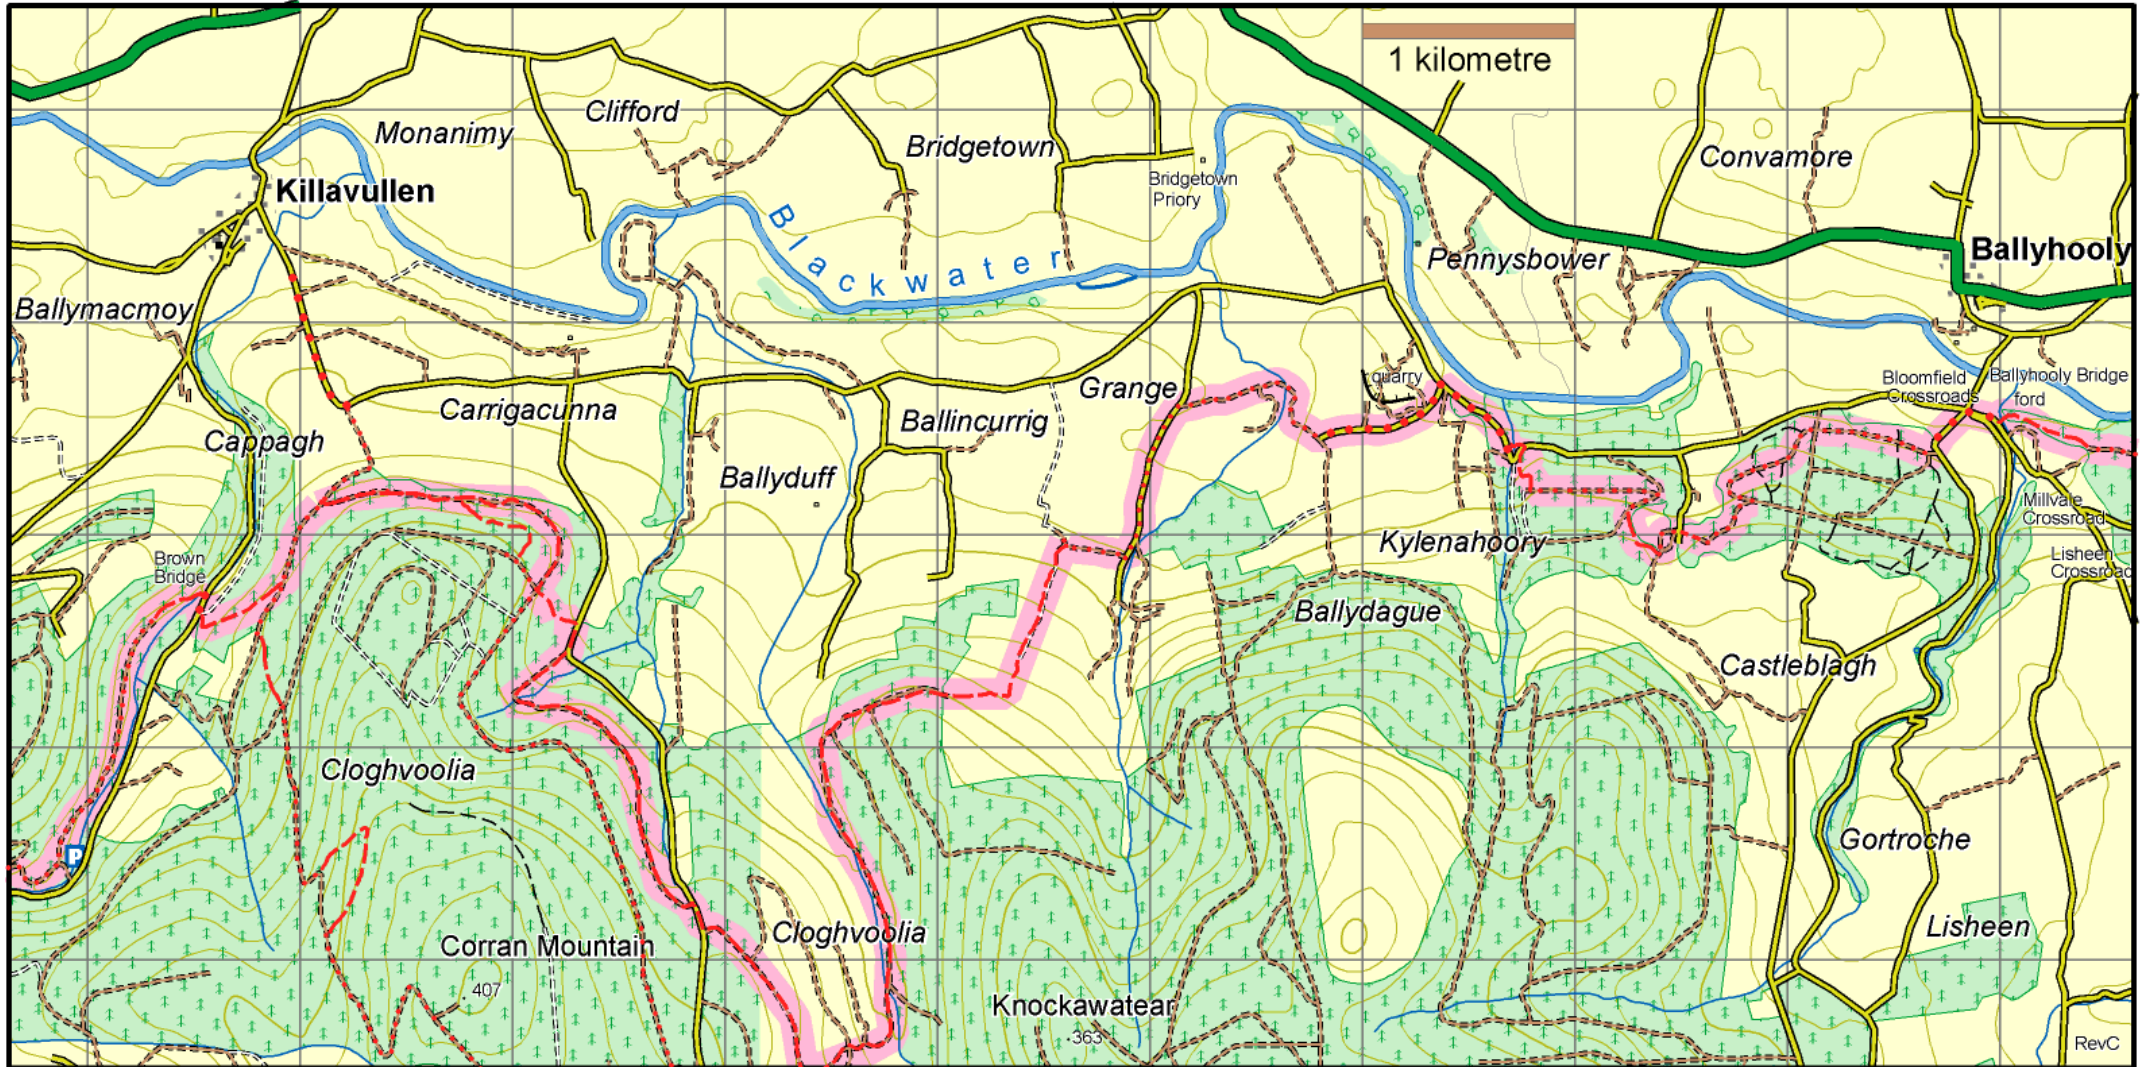 1 kilometre
Clifford
Monanimy
Bridgetown
Convamore
Bridgetown
Priory
Killavullen
Blackwater
Pennysbower
Ballyhooly
Ballymacmoy
quarry
Grange
Bloomfield
Crossroads
Ballyhooly Bridge
ford
Carrigacunna
Ballincurrig
Cappagh
Ballyduff
Millvale
Crossroad
Kylenahoory
Brown
Bridge
Lisheen
Crossroad
Ballydague
Castleblagh
Cloghvoolia
Gortroche
P
Cloghvoolia
Lisheen
Corran Mountain
407
Knockawatear
363
RevC